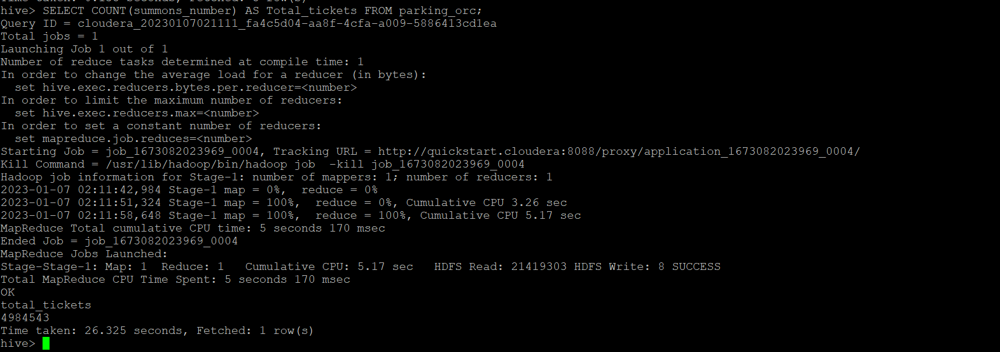 hive> SELECT COUNT(summons_number) AS Total_tickets FROM parking_orc;
Query ID = cloudera_20230107021111_fa4c5d04-aa8f-4cfa-a009-5886413cd1ea
Total jobs = 1
Launching Job 1 out of 1
Number of reduce tasks determined at compile time: 1
In order to change the average load for a reducer (in bytes):
  set hive.exec.reducers.bytes.per.reducer=<number>
In order to limit the maximum number of reducers:
  set hive.exec.reducers.max=<number>
In order to set a constant number of reducers:
  set mapreduce.job.reduces=<number>
Starting Job = job_1673082023969_0004, Tracking URL = http://quickstart.cloudera:8088/proxy/application_1673082023969_0004/
Kill Command = /usr/lib/hadoop/bin/hadoop job  -kill job_1673082023969_0004
Hadoop job information for Stage-1: number of mappers: 1; number of reducers: 1
2023-01-07 02:11:42,984 Stage-1 map = 0%,  reduce = 0%
2023-01-07 02:11:51,324 Stage-1 map = 100%,  reduce = 0%, Cumulative CPU 3.26 sec
2023-01-07 02:11:58,648 Stage-1 map = 100%,  reduce = 100%, Cumulative CPU 5.17 sec
MapReduce Total cumulative CPU time: 5 seconds 170 msec
Ended Job = job_1673082023969_0004
MapReduce Jobs Launched:
Stage-Stage-1: Map: 1  Reduce: 1   Cumulative CPU: 5.17 sec   HDFS Read: 21419303 HDFS Write: 8 SUCCESS
Total MapReduce CPU Time Spent: 5 seconds 170 msec
OK
total_tickets
4984543
Time taken: 26.325 seconds, Fetched: 1 row(s)
hive>